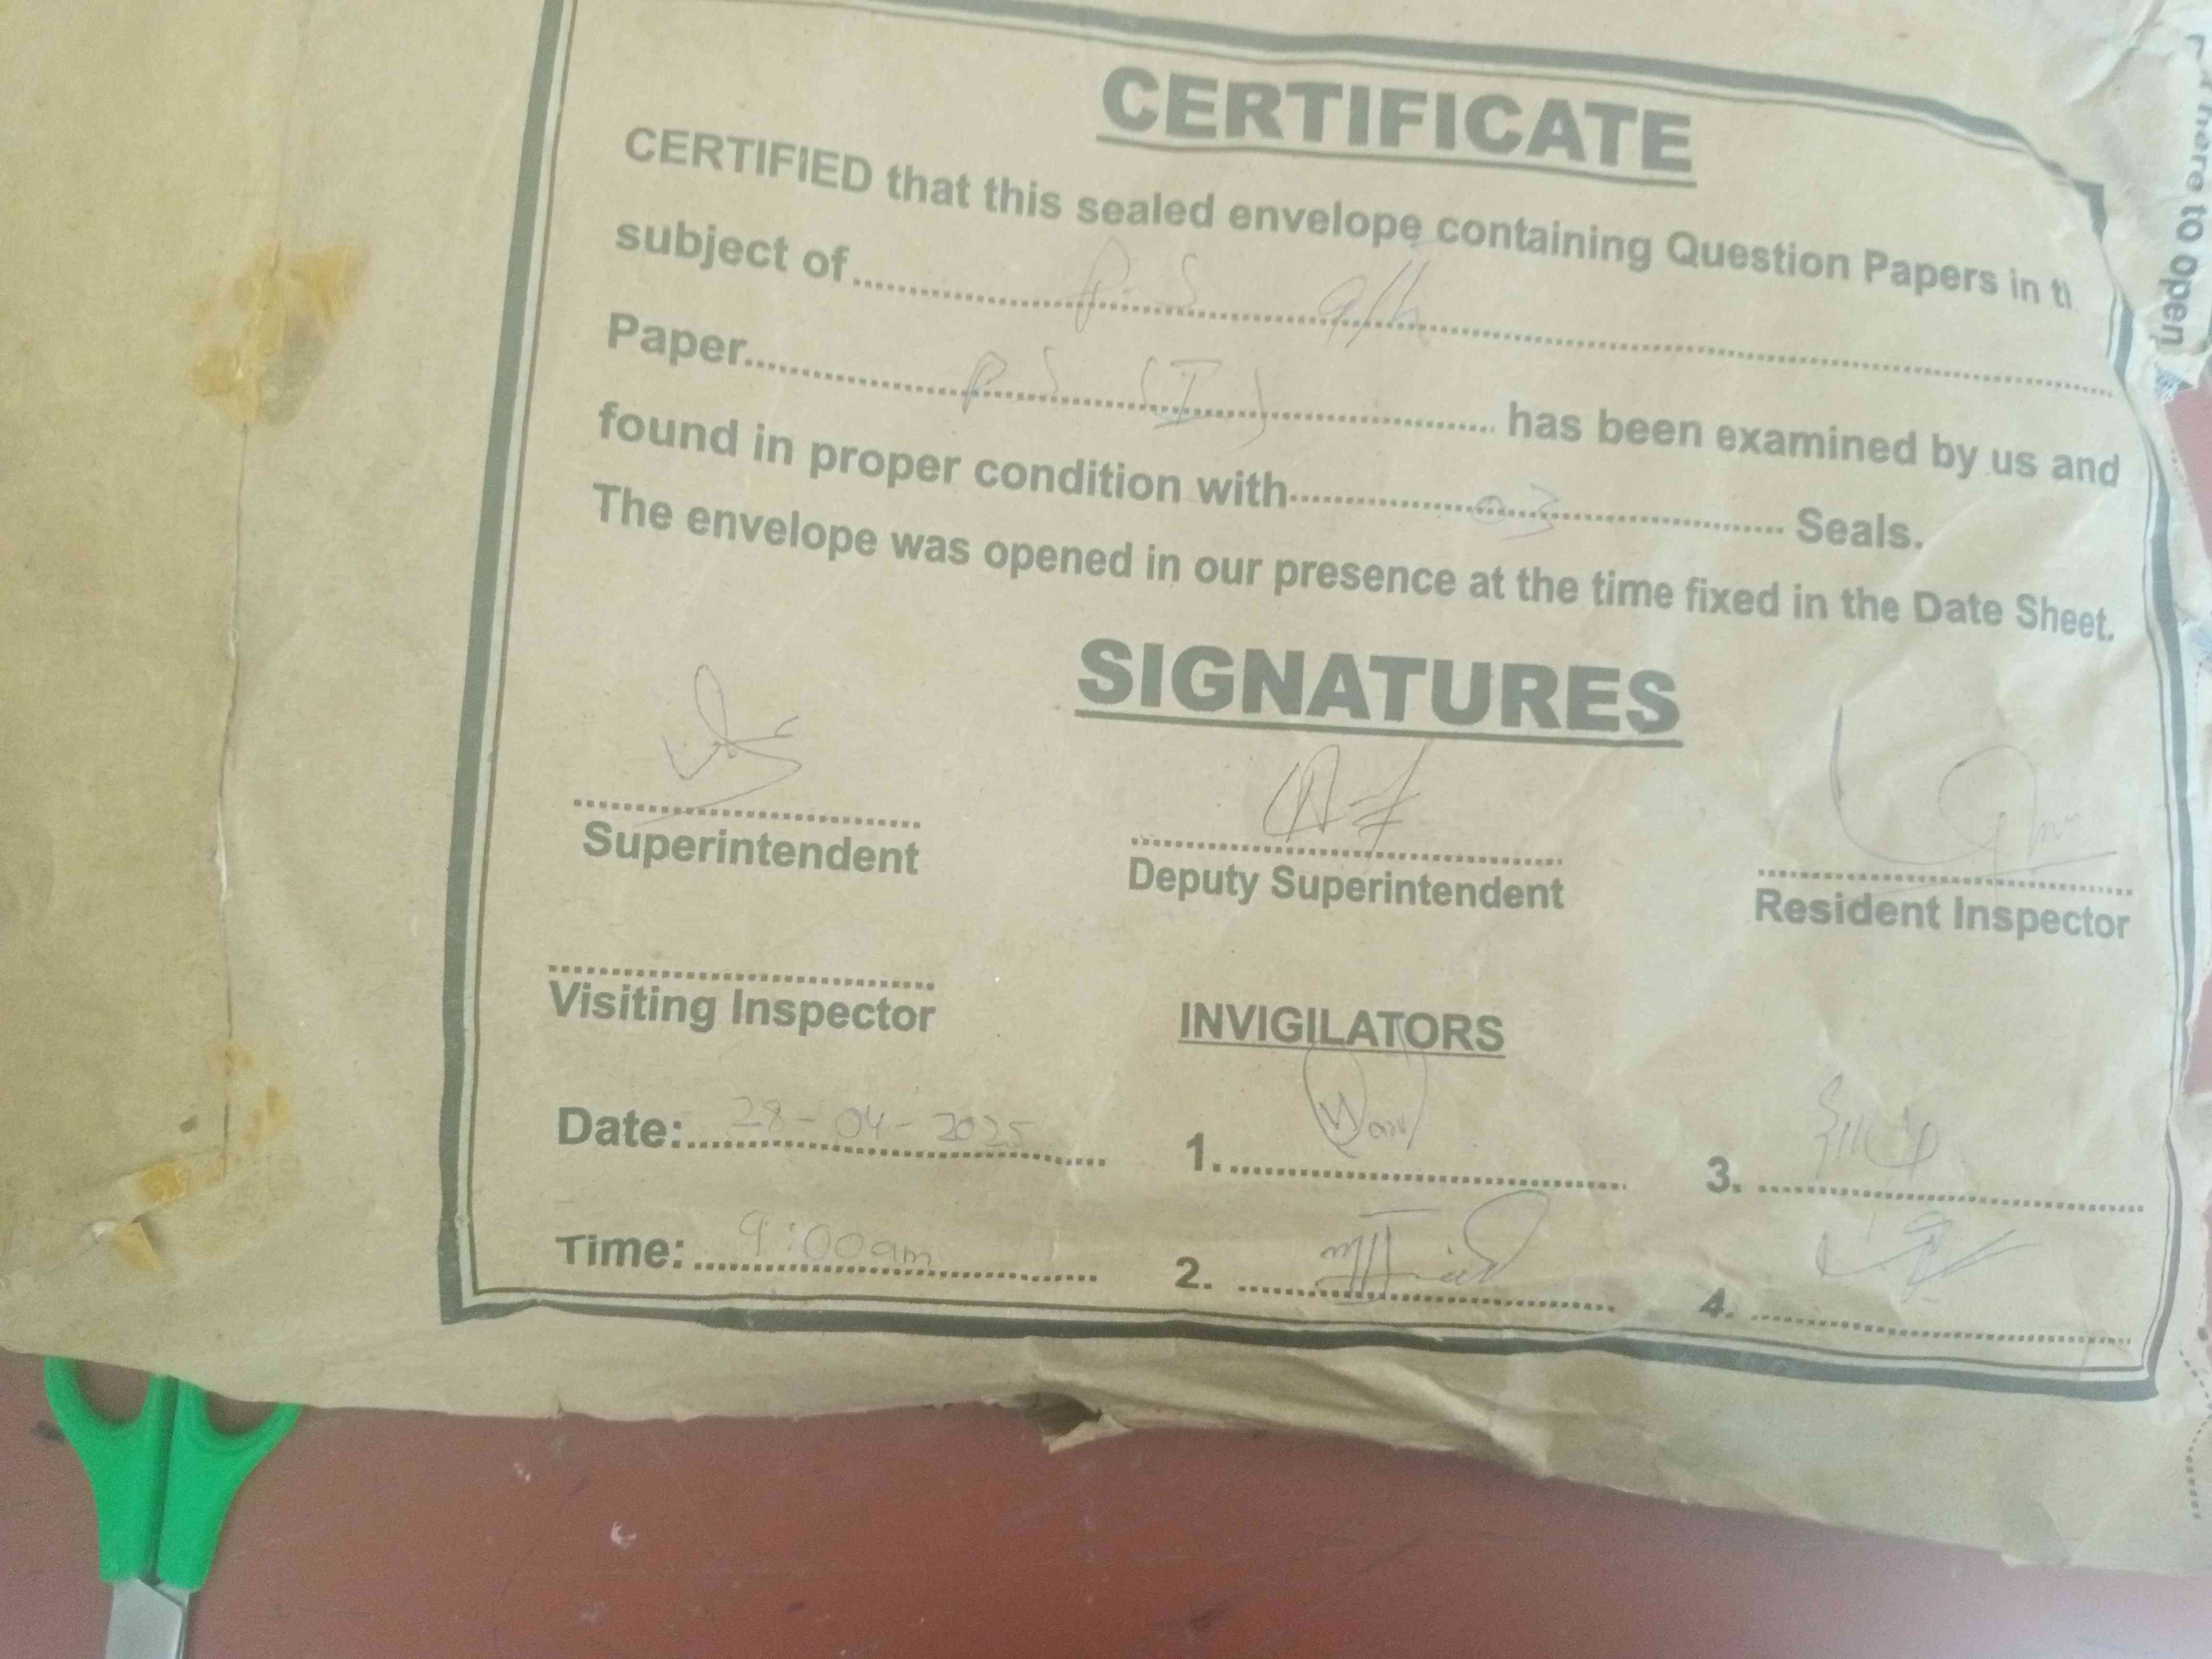 CERTIFICATE
CERTIFIED that this sealed envelope containing Question Papers in th
subject of P.S 9th
Paper P.S (I) has been examined by us and
found in proper condition with 03 Seals.
The envelope was opened in our presence at the time fixed in the Date Sheet.
SIGNATURES
Superintendent
Deputy Superintendent
Resident Inspector
Visiting Inspector
INVIGILATORS
Date: 28-04-2025
1.
3.
Time: 9:00am
2.
4.
here to open